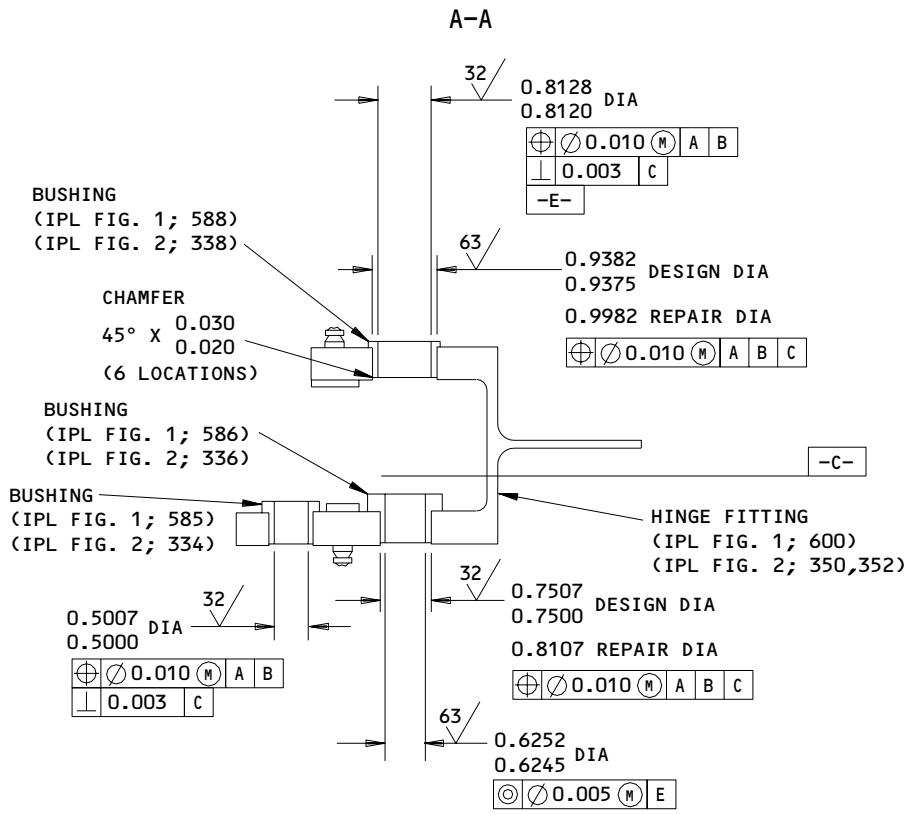 A-A
32
0.8128
0.8120 DIA
⌖ ⌀ 0.010 Ⓜ A B
⊥ 0.003 C
-E-
BUSHING
(IPL FIG. 1; 588)
(IPL FIG. 2; 338)
63
0.9382
0.9375 DESIGN DIA
0.9982 REPAIR DIA
⌖ ⌀ 0.010 Ⓜ A B C
CHAMFER
45° X 0.030
0.020
(6 LOCATIONS)
BUSHING
(IPL FIG. 1; 586)
(IPL FIG. 2; 336)
-C-
BUSHING
(IPL FIG. 1; 585)
(IPL FIG. 2; 334)
HINGE FITTING
(IPL FIG. 1; 600)
(IPL FIG. 2; 350,352)
32
0.5007
0.5000 DIA
⌖ ⌀ 0.010 Ⓜ A B
⊥ 0.003 C
32
0.7507
0.7500 DESIGN DIA
0.8107 REPAIR DIA
⌖ ⌀ 0.010 Ⓜ A B C
63
0.6252
0.6245 DIA
◎ ⌀ 0.005 Ⓜ E